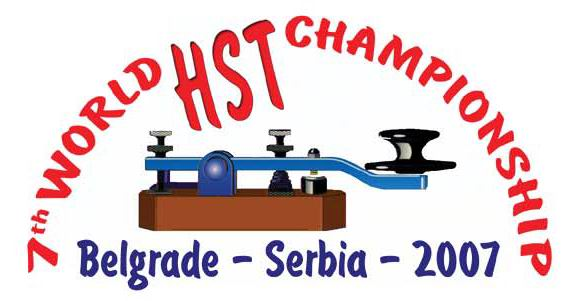 7th WORLD HST CHAMPIONSHIP
Belgrade – Serbia – 2007